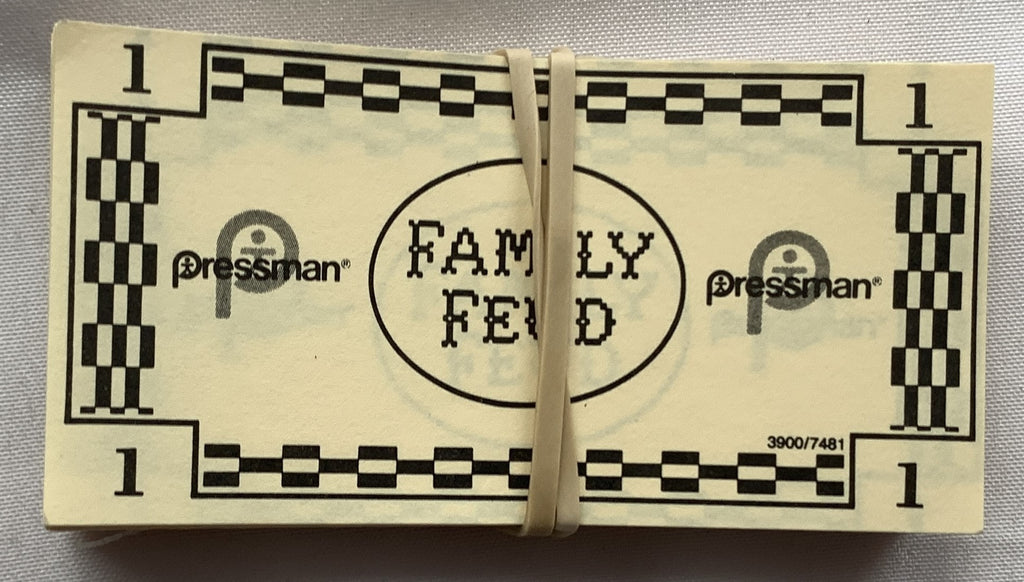 1 1
FAMILY
FEUD
pressman® pressman®
3900/7481
1 1